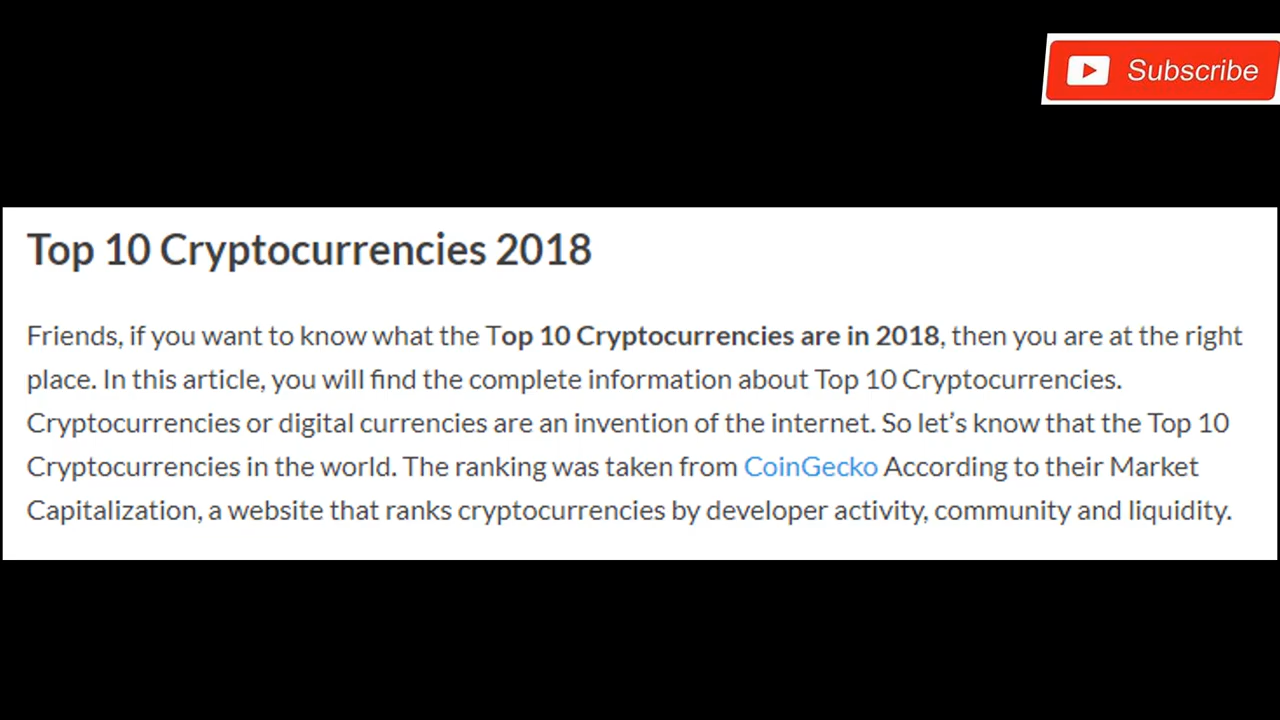 Subscribe
Top 10 Cryptocurrencies 2018
Friends, if you want to know what the Top 10 Cryptocurrencies are in 2018, then you are at the right
place. In this article, you will find the complete information about Top 10 Cryptocurrencies.
Cryptocurrencies or digital currencies are an invention of the internet. So let’s know that the Top 10
Cryptocurrencies in the world. The ranking was taken from CoinGecko According to their Market
Capitalization, a website that ranks cryptocurrencies by developer activity, community and liquidity.